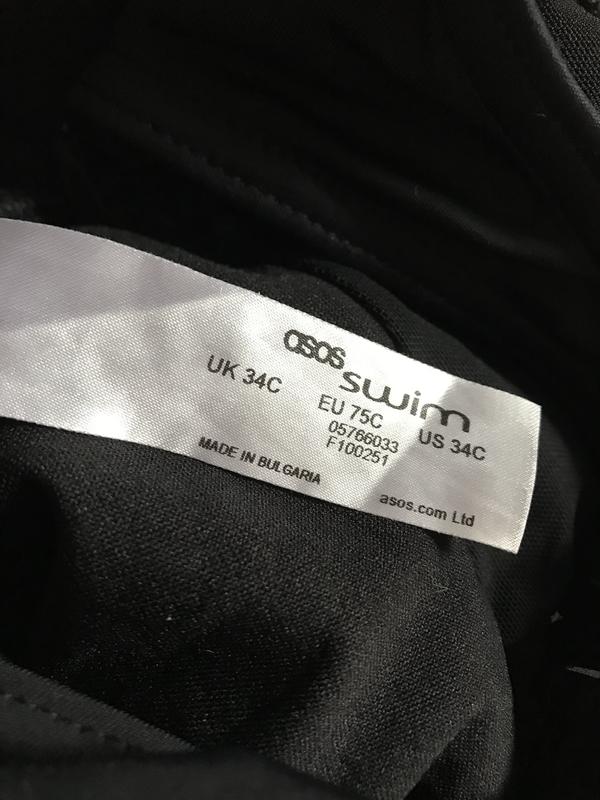 asos
swim
UK 34C EU 75C US 34C
05766033
F100251
MADE IN BULGARIA
asos.com Ltd